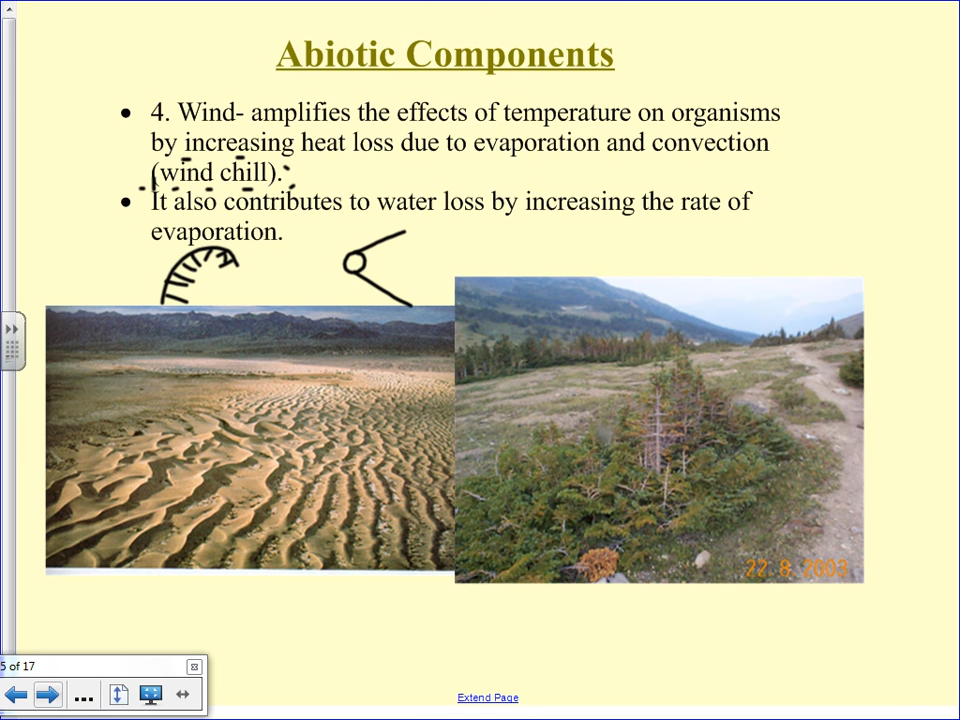 Abiotic Components
• 4. Wind- amplifies the effects of temperature on organisms
by increasing heat loss due to evaporation and convection
(wind chill).
• It also contributes to water loss by increasing the rate of
evaporation.
22. 8. 2003
5 of 17
...
Extend Page